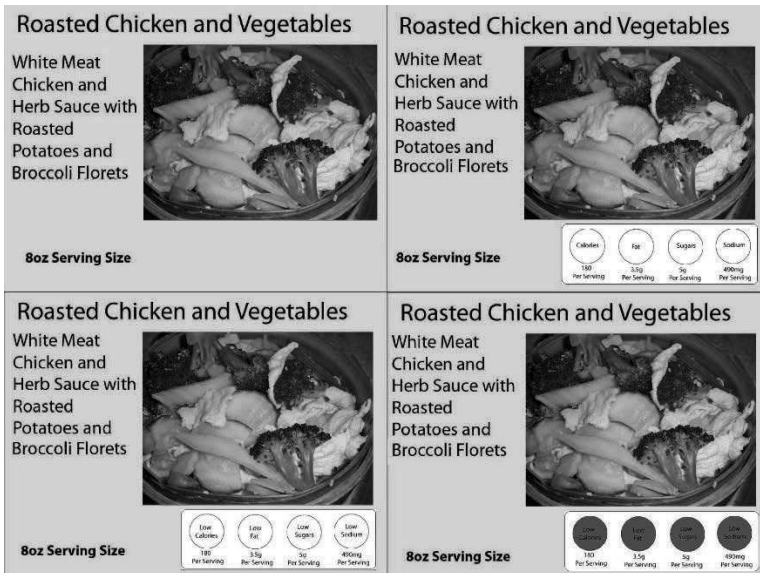 Roasted Chicken and Vegetables
White Meat
Chicken and
Herb Sauce with
Roasted
Potatoes and
Broccoli Florets
8oz Serving Size
Roasted Chicken and Vegetables
White Meat
Chicken and
Herb Sauce with
Roasted
Potatoes and
Broccoli Florets
8oz Serving Size
Calories Fat Sugars Sodium
180 3.5g 5g 490mg
Per Serving Per Serving Per Serving Per Serving
Roasted Chicken and Vegetables
White Meat
Chicken and
Herb Sauce with
Roasted
Potatoes and
Broccoli Florets
8oz Serving Size
Low Low Low Low
Calories Fat Sugars Sodium
180 3.5g 5g 490mg
Per Serving Per Serving Per Serving Per Serving
Roasted Chicken and Vegetables
White Meat
Chicken and
Herb Sauce with
Roasted
Potatoes and
Broccoli Florets
8oz Serving Size
Low Low Low Low
Calories Fat Sugars Sodium
180 3.5g 5g 490mg
Per Serving Per Serving Per Serving Per Serving